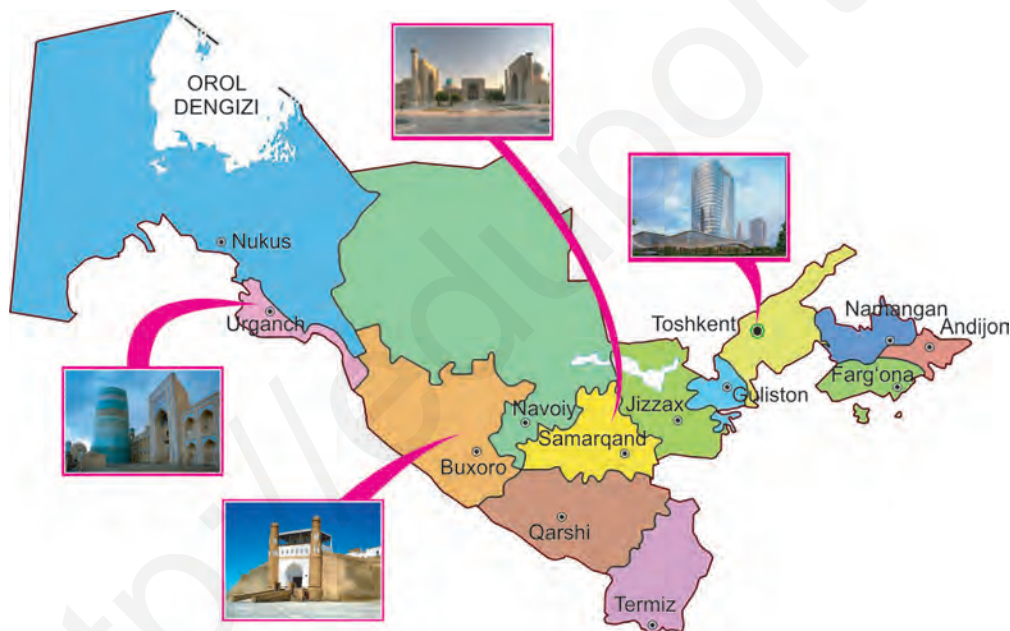 OROL
DENGIZI
Nukus
Urganch
Toshkent
Namangan
Andijon
Farg‘ona
Guliston
Navoiy
Jizzax
Samarqand
Buxoro
Qarshi
Termiz